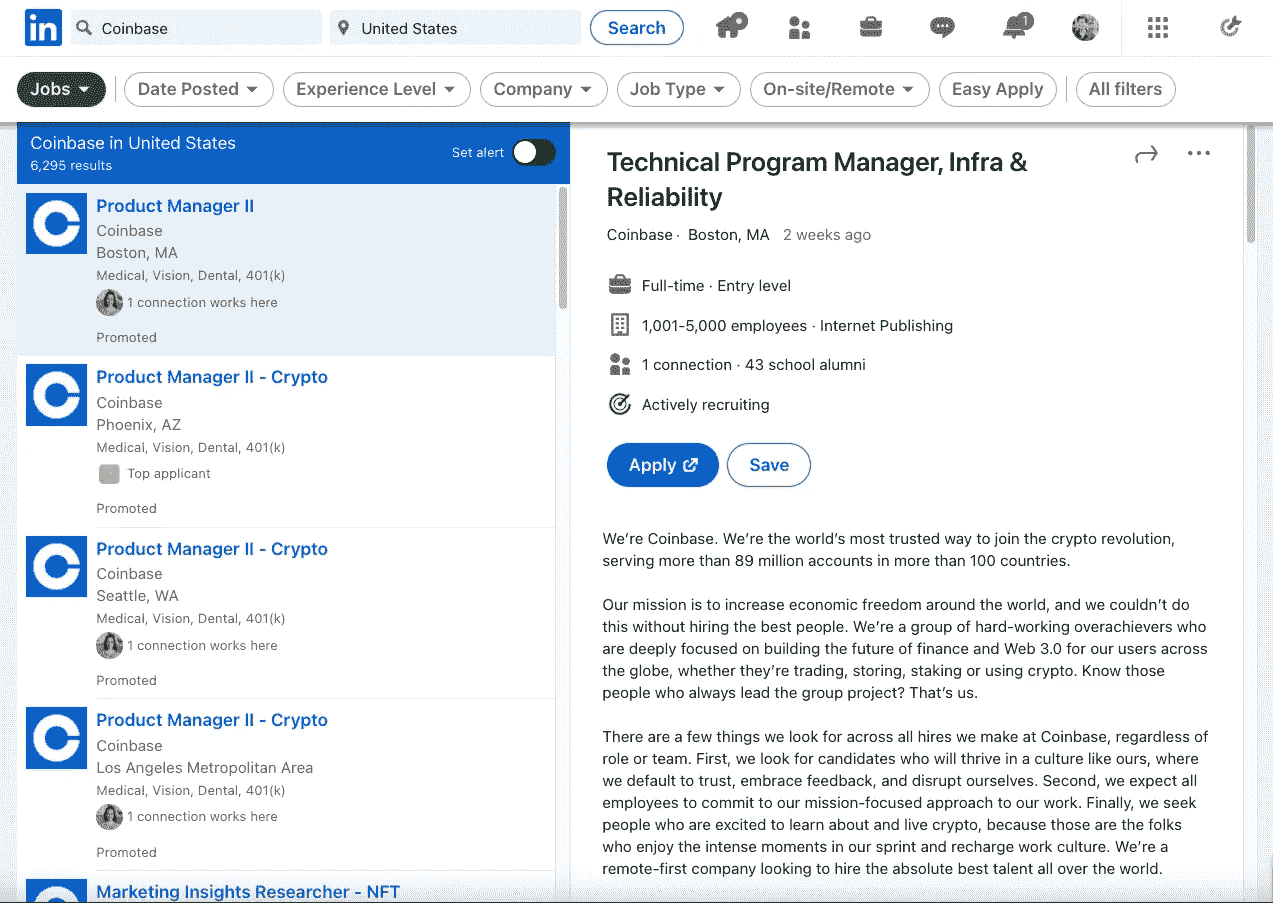 in
Coinbase
United States
Search
1
Jobs
Date Posted
Experience Level
Company
Job Type
On-site/Remote
Easy Apply
All filters
Coinbase in United States
6,295 results
Set alert
Product Manager II
Coinbase
Boston, MA
Medical, Vision, Dental, 401(k)
1 connection works here
Promoted
Product Manager II - Crypto
Coinbase
Phoenix, AZ
Medical, Vision, Dental, 401(k)
Top applicant
Promoted
Product Manager II - Crypto
Coinbase
Seattle, WA
Medical, Vision, Dental, 401(k)
1 connection works here
Promoted
Product Manager II - Crypto
Coinbase
Los Angeles Metropolitan Area
Medical, Vision, Dental, 401(k)
1 connection works here
Promoted
Marketing Insights Researcher - NFT
Technical Program Manager, Infra &
Reliability
Coinbase · Boston, MA 2 weeks ago
Full-time · Entry level
1,001-5,000 employees · Internet Publishing
1 connection · 43 school alumni
Actively recruiting
Apply
Save
We’re Coinbase. We’re the world’s most trusted way to join the crypto revolution,
serving more than 89 million accounts in more than 100 countries.
Our mission is to increase economic freedom around the world, and we couldn’t do
this without hiring the best people. We’re a group of hard-working overachievers who
are deeply focused on building the future of finance and Web 3.0 for our users across
the globe, whether they’re trading, storing, staking or using crypto. Know those
people who always lead the group project? That’s us.
There are a few things we look for across all hires we make at Coinbase, regardless of
role or team. First, we look for candidates who will thrive in a culture like ours, where
we default to trust, embrace feedback, and disrupt ourselves. Second, we expect all
employees to commit to our mission-focused approach to our work. Finally, we seek
people who are excited to learn about and live crypto, because those are the folks
who enjoy the intense moments in our sprint and recharge work culture. We’re a
remote-first company looking to hire the absolute best talent all over the world.